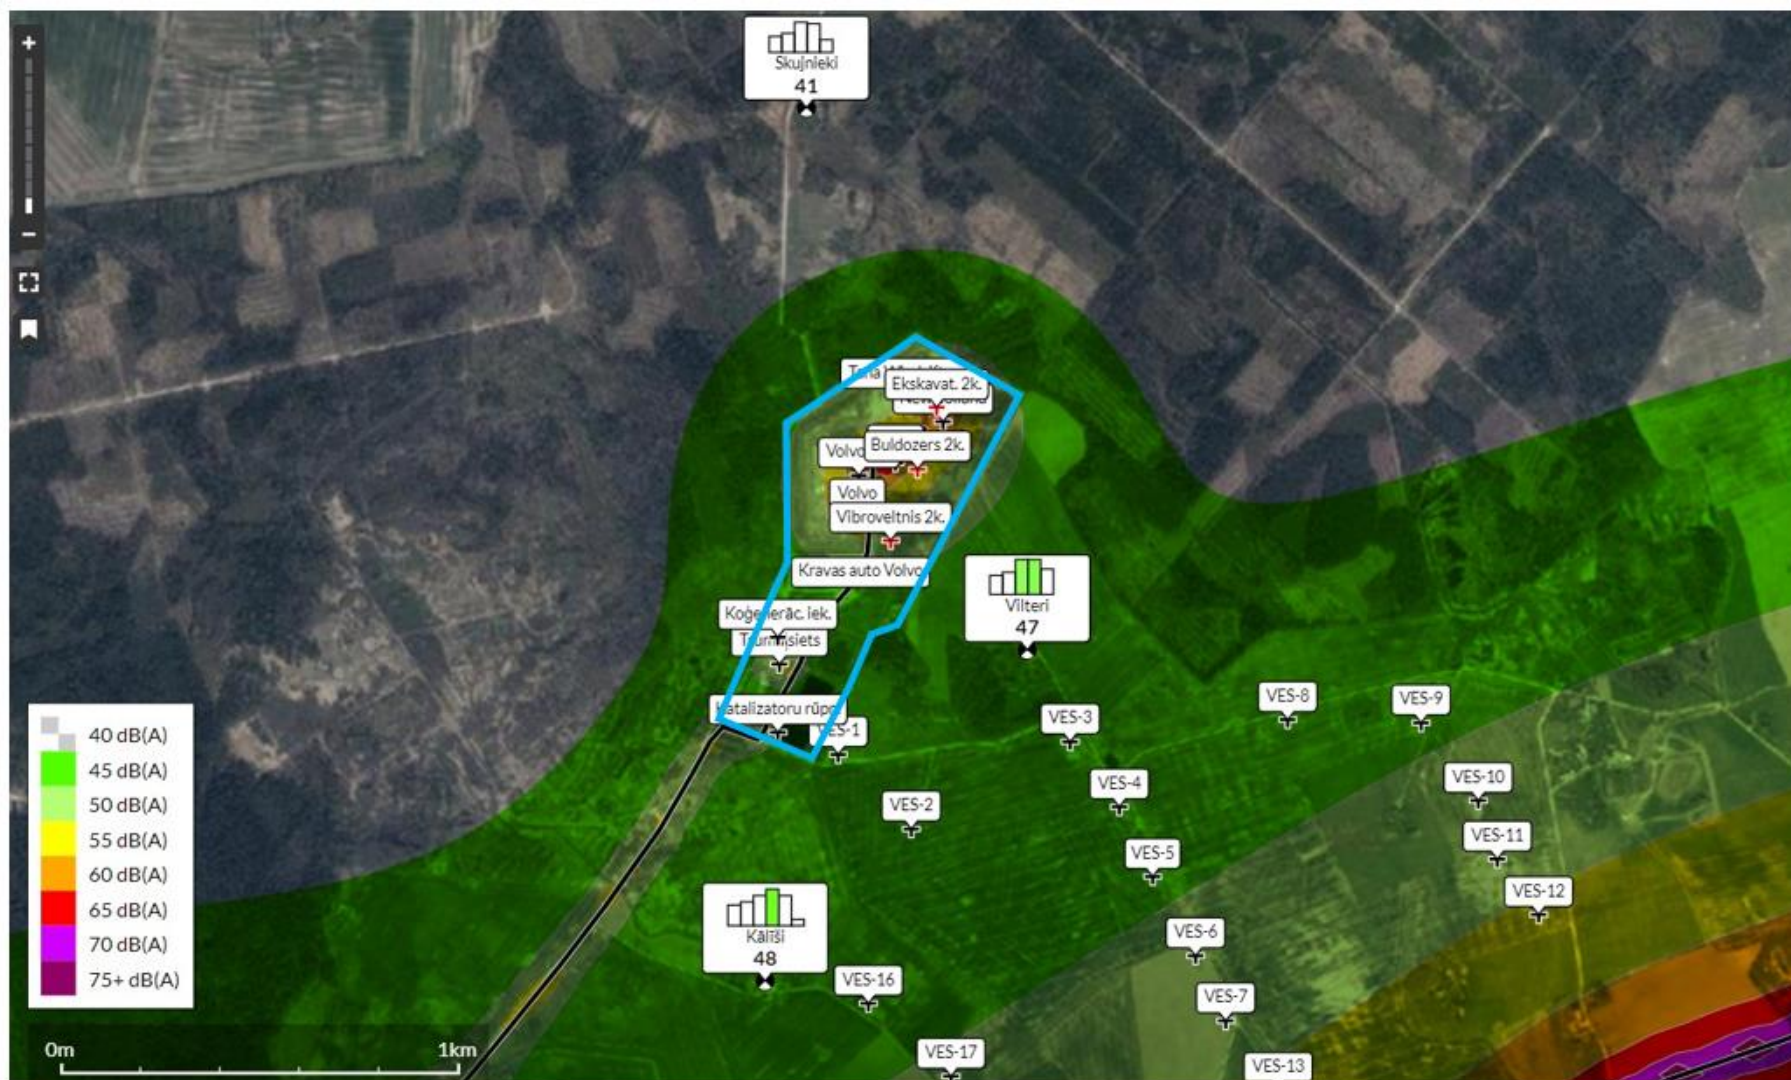 +
Skujnieki
41
−
Ekskavat. 2k.
Buldozers 2k.
Volvo
Volvo
Vibroveltnis 2k.
Kravas auto Volvo
Vilteri
47
Koģenerāc. iek.
VES-8
VES-9
VES-3
VES-1
VES-10
VES-4
VES-2
VES-11
VES-5
VES-12
VES-6
Kālīši
48
VES-16
VES-7
VES-17
VES-13
40 dB(A)
45 dB(A)
50 dB(A)
55 dB(A)
60 dB(A)
65 dB(A)
70 dB(A)
75+ dB(A)
0m
1km